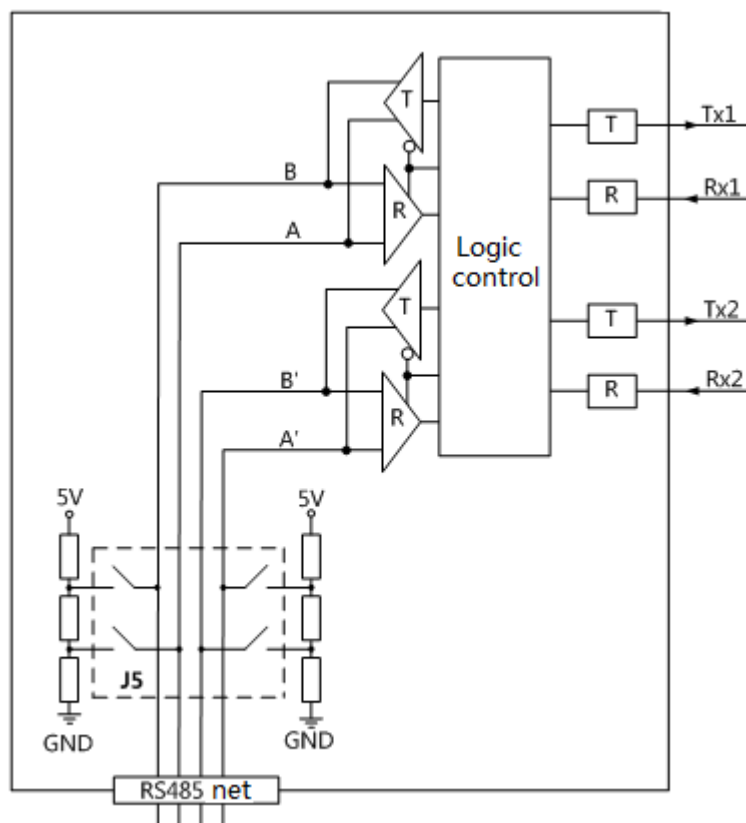 T
T
Tx1
B
R
R
Rx1
A
Logic
control
T
T
Tx2
B'
R
R
Rx2
A'
5V
5V
J5
GND
GND
RS485 net